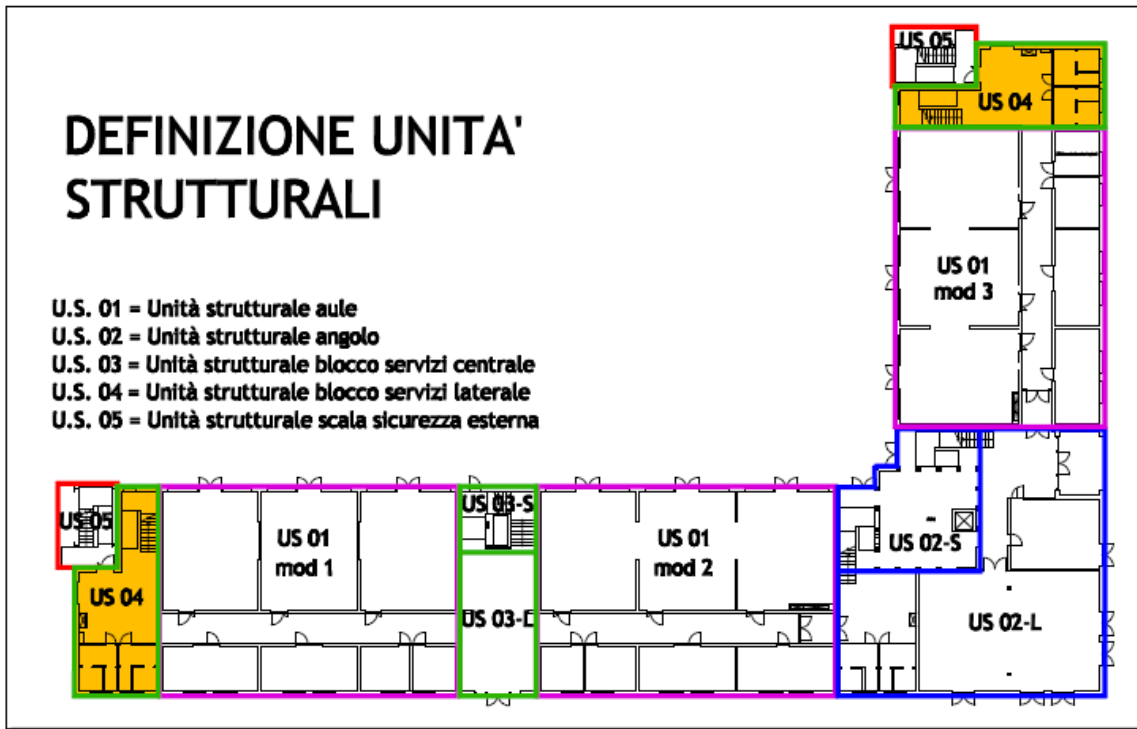 DEFINIZIONE UNITA'
STRUTTURALI
U.S. 01 = Unità strutturale aule
U.S. 02 = Unità strutturale angolo
U.S. 03 = Unità strutturale blocco servizi centrale
U.S. 04 = Unità strutturale blocco servizi laterale
U.S. 05 = Unità strutturale scala sicurezza esterna
US 05
US 04
US 01
mod 3
US 05
US 04
US 01
mod 1
US 03-S
US 03-L
US 01
mod 2
US 02-S
US 02-L